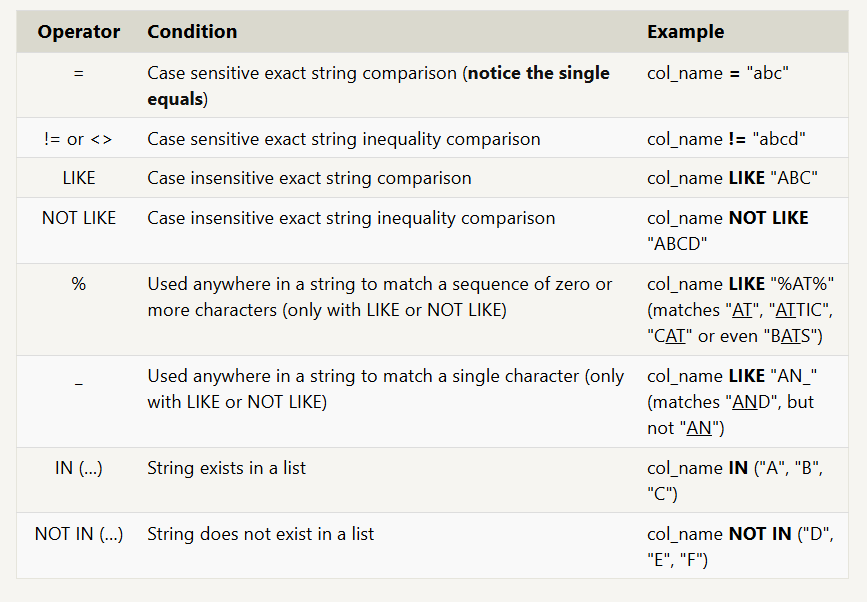 Operator Condition Example
= Case sensitive exact string comparison (notice the single equals) col_name = "abc"
!= or <> Case sensitive exact string inequality comparison col_name != "abcd"
LIKE Case insensitive exact string comparison col_name LIKE "ABC"
NOT LIKE Case insensitive exact string inequality comparison col_name NOT LIKE "ABCD"
% Used anywhere in a string to match a sequence of zero or more characters (only with LIKE or NOT LIKE) col_name LIKE "%AT%" (matches "AT", "ATTIC", "CAT" or even "BATS")
_ Used anywhere in a string to match a single character (only with LIKE or NOT LIKE) col_name LIKE "AN_" (matches "AND", but not "AN")
IN (…) String exists in a list col_name IN ("A", "B", "C")
NOT IN (…) String does not exist in a list col_name NOT IN ("D", "E", "F")